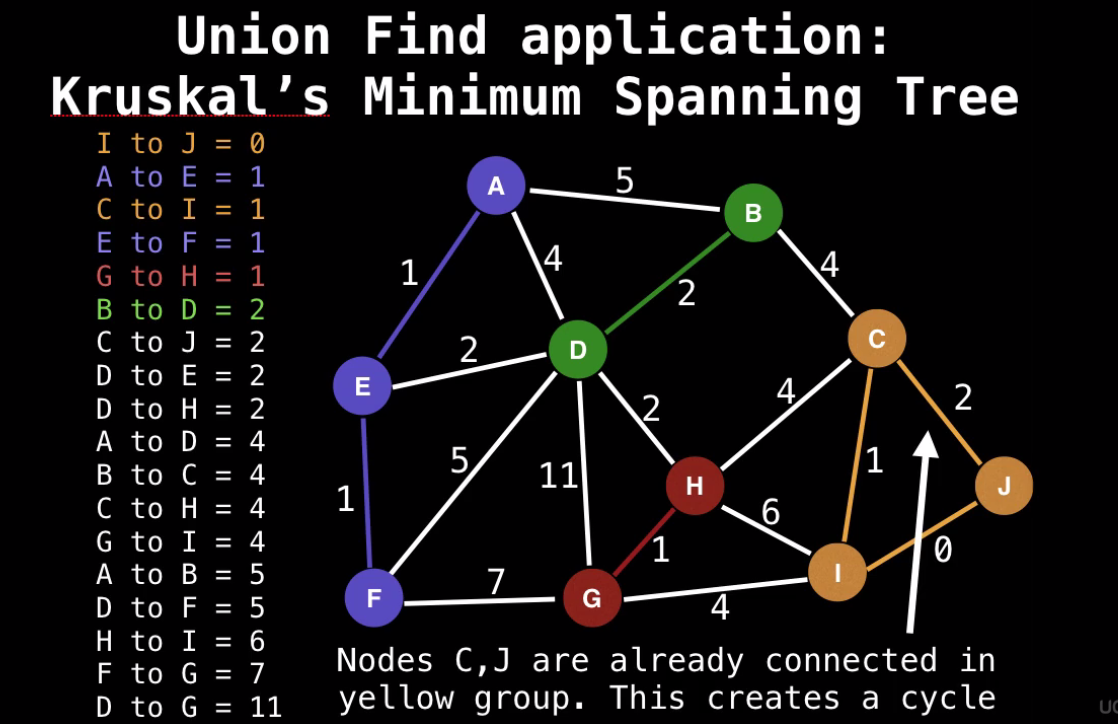 Union Find application:
Kruskal’s Minimum Spanning Tree
I to J = 0
A to E = 1
C to I = 1
E to F = 1
G to H = 1
B to D = 2
C to J = 2
D to E = 2
D to H = 2
A to D = 4
B to C = 4
C to H = 4
G to I = 4
A to B = 5
D to F = 5
H to I = 6
F to G = 7
D to G = 11
A
5
B
1
4
2
4
E
2
D
C
2
4
2
1
5
11
1
H
6
J
F
7
G
1
4
I
0
Nodes C,J are already connected in
yellow group. This creates a cycle